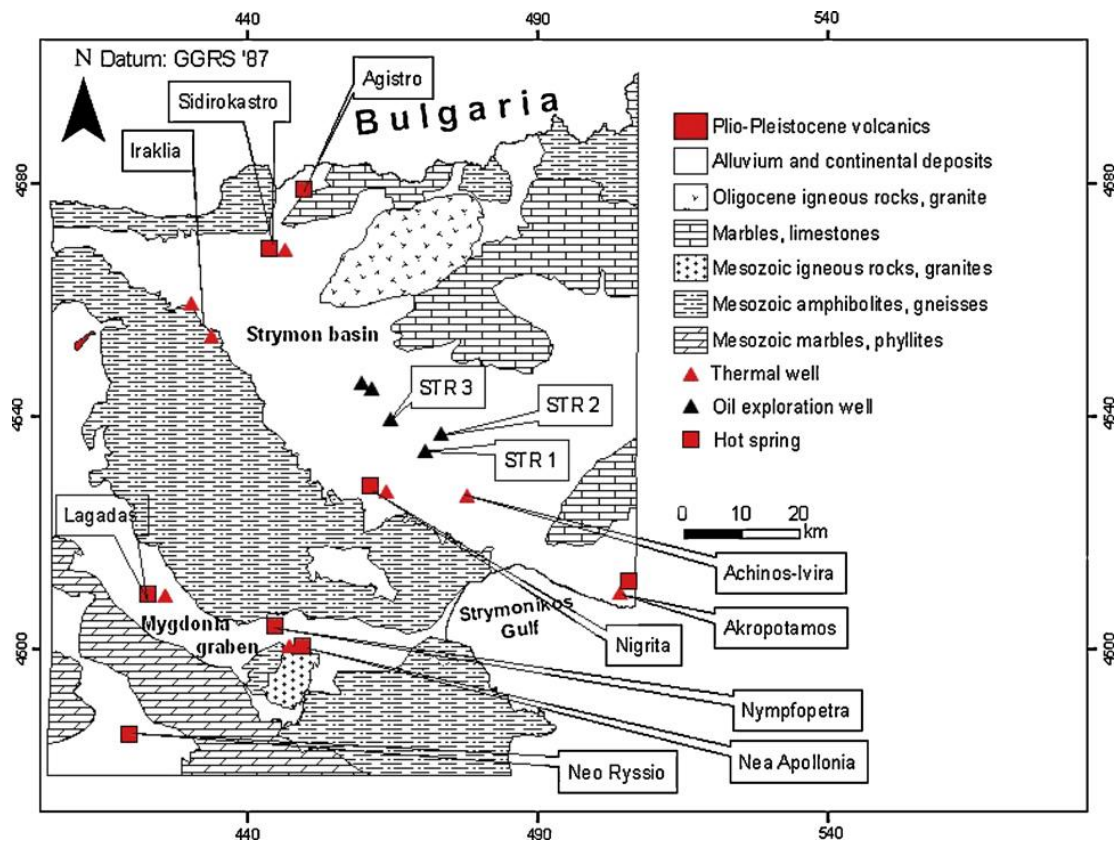 440
490
540
N Datum: GGRS '87
Agistro
Sidirokastro
Bulgaria
Iraklia
4580
4580
Plio-Pleistocene volcanics
Alluvium and continental deposits
Oligocene igneous rocks, granite
Marbles, limestones
Mesozoic igneous rocks, granites
Mesozoic amphibolites, gneisses
Mesozoic marbles, phyllites
Thermal well
Oil exploration well
Hot spring
Strymon basin
STR 3
STR 2
STR 1
4540
4540
0 10 20
km
Lagadas
Achinos-Ivira
Mygdonia
graben
Strymonikos
Gulf
Akropotamos
Nigrita
4500
4500
Nympfopetra
Nea Apollonia
Neo Ryssio
440
490
540